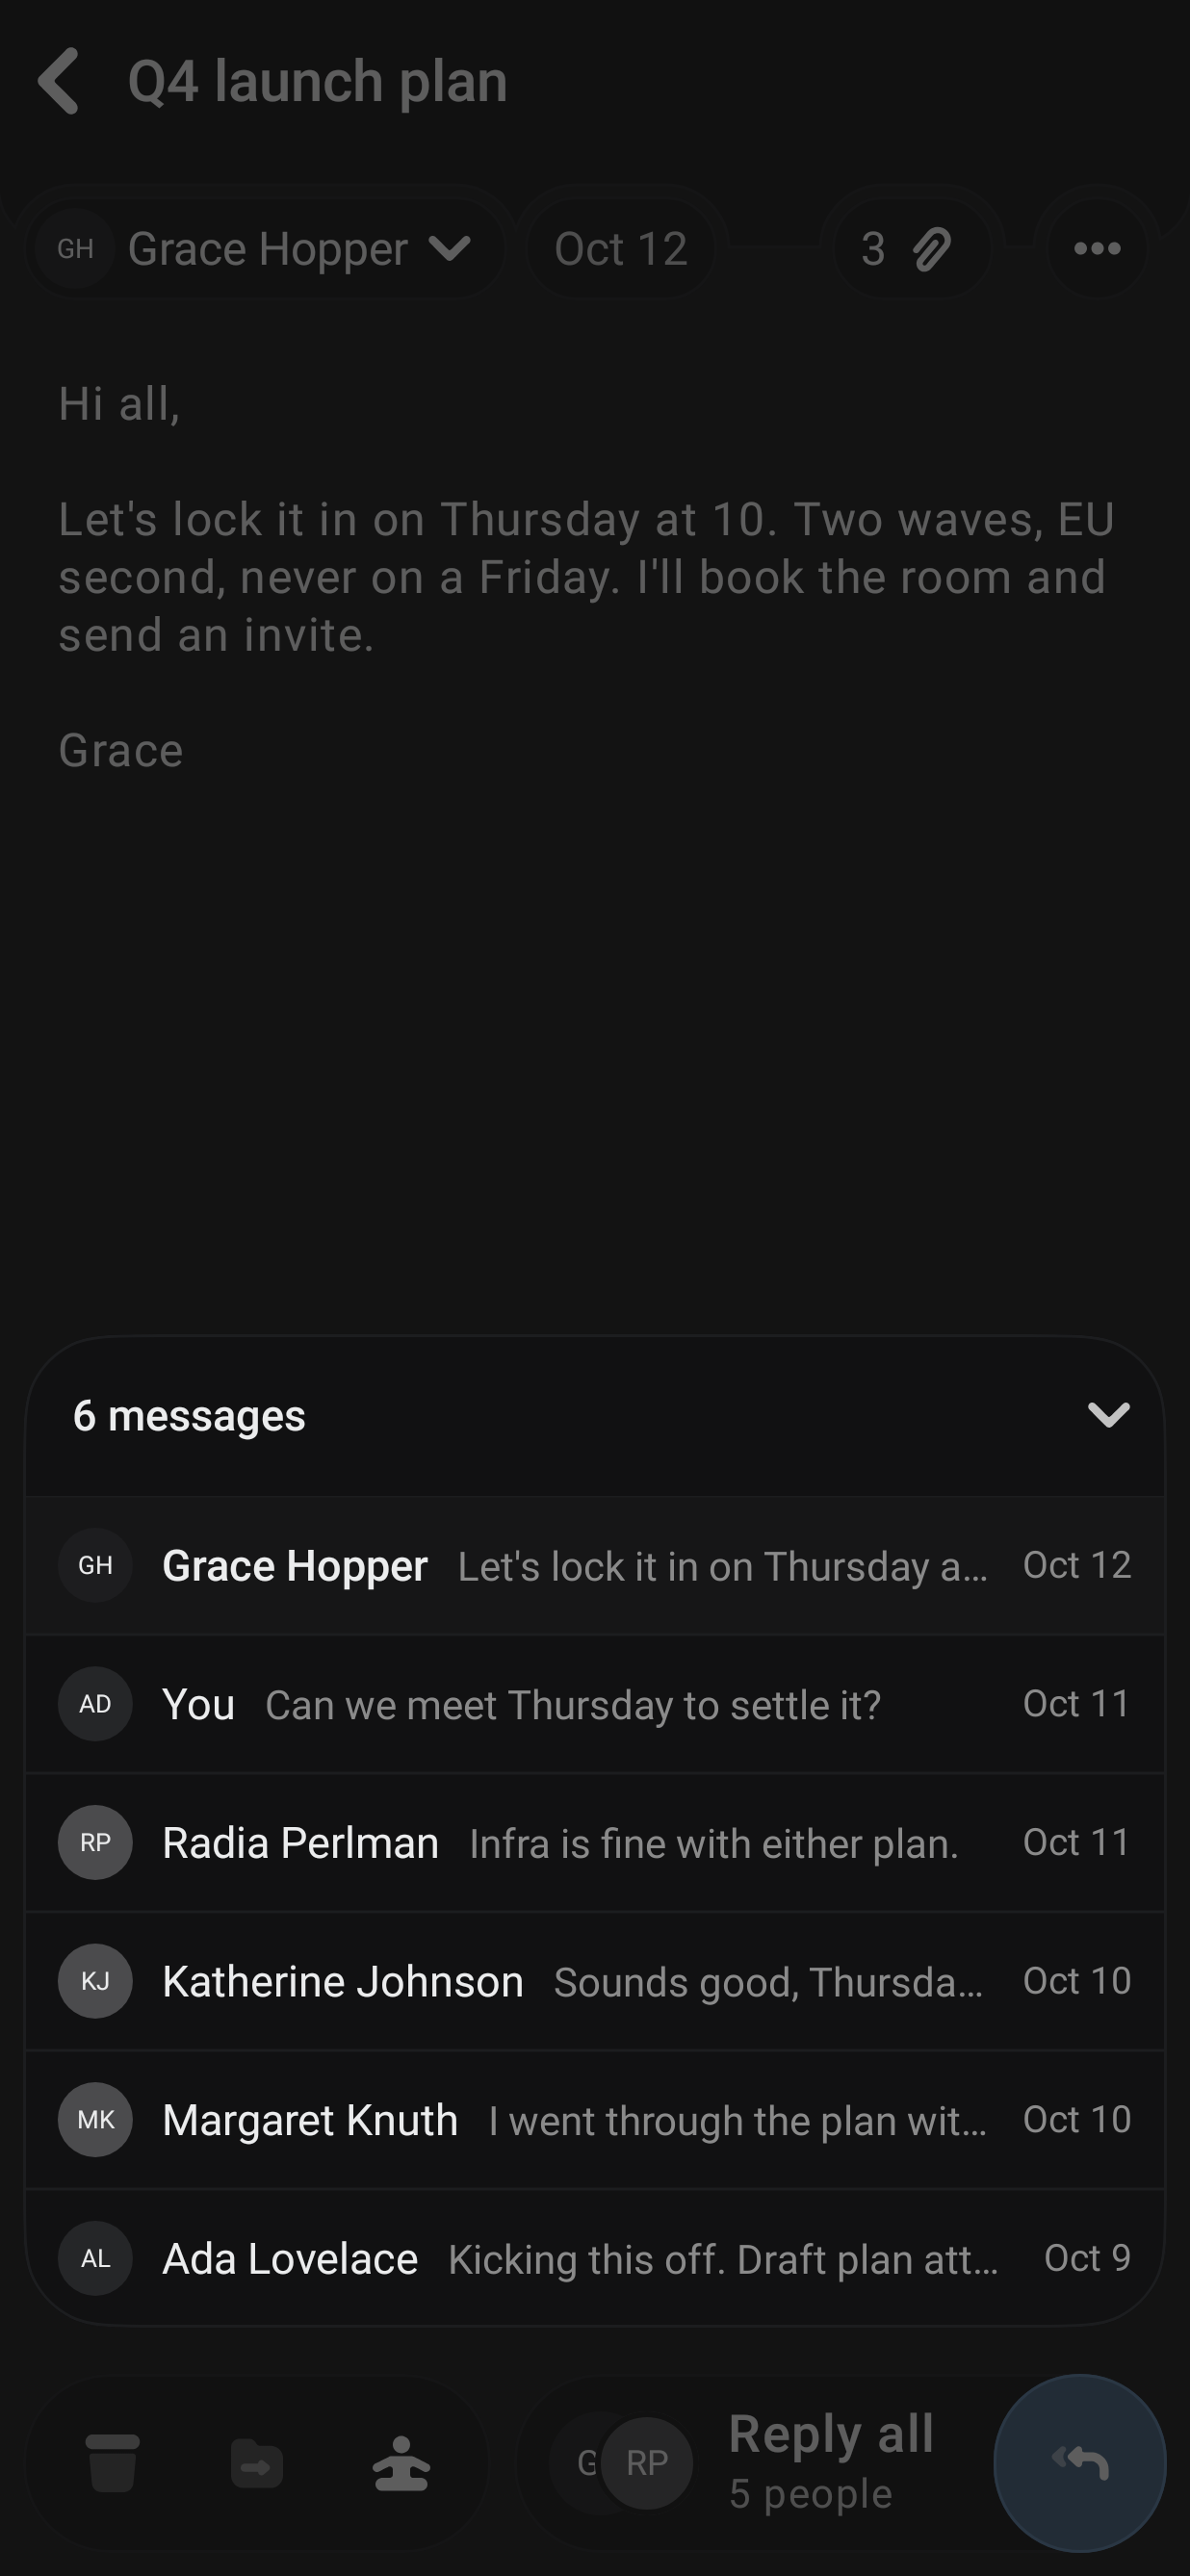 Q4 launch plan
GH Grace Hopper Oct 12 3
Hi all,
Let's lock it in on Thursday at 10. Two waves, EU
second, never on a Friday. I'll book the room and
send an invite.
Grace
6 messages
GH Grace Hopper Let's lock it in on Thursday a... Oct 12
AD You Can we meet Thursday to settle it? Oct 11
RP Radia Perlman Infra is fine with either plan. Oct 11
KJ Katherine Johnson Sounds good, Thursda... Oct 10
MK Margaret Knuth I went through the plan wit... Oct 10
AL Ada Lovelace Kicking this off. Draft plan att... Oct 9
G RP Reply all
5 people